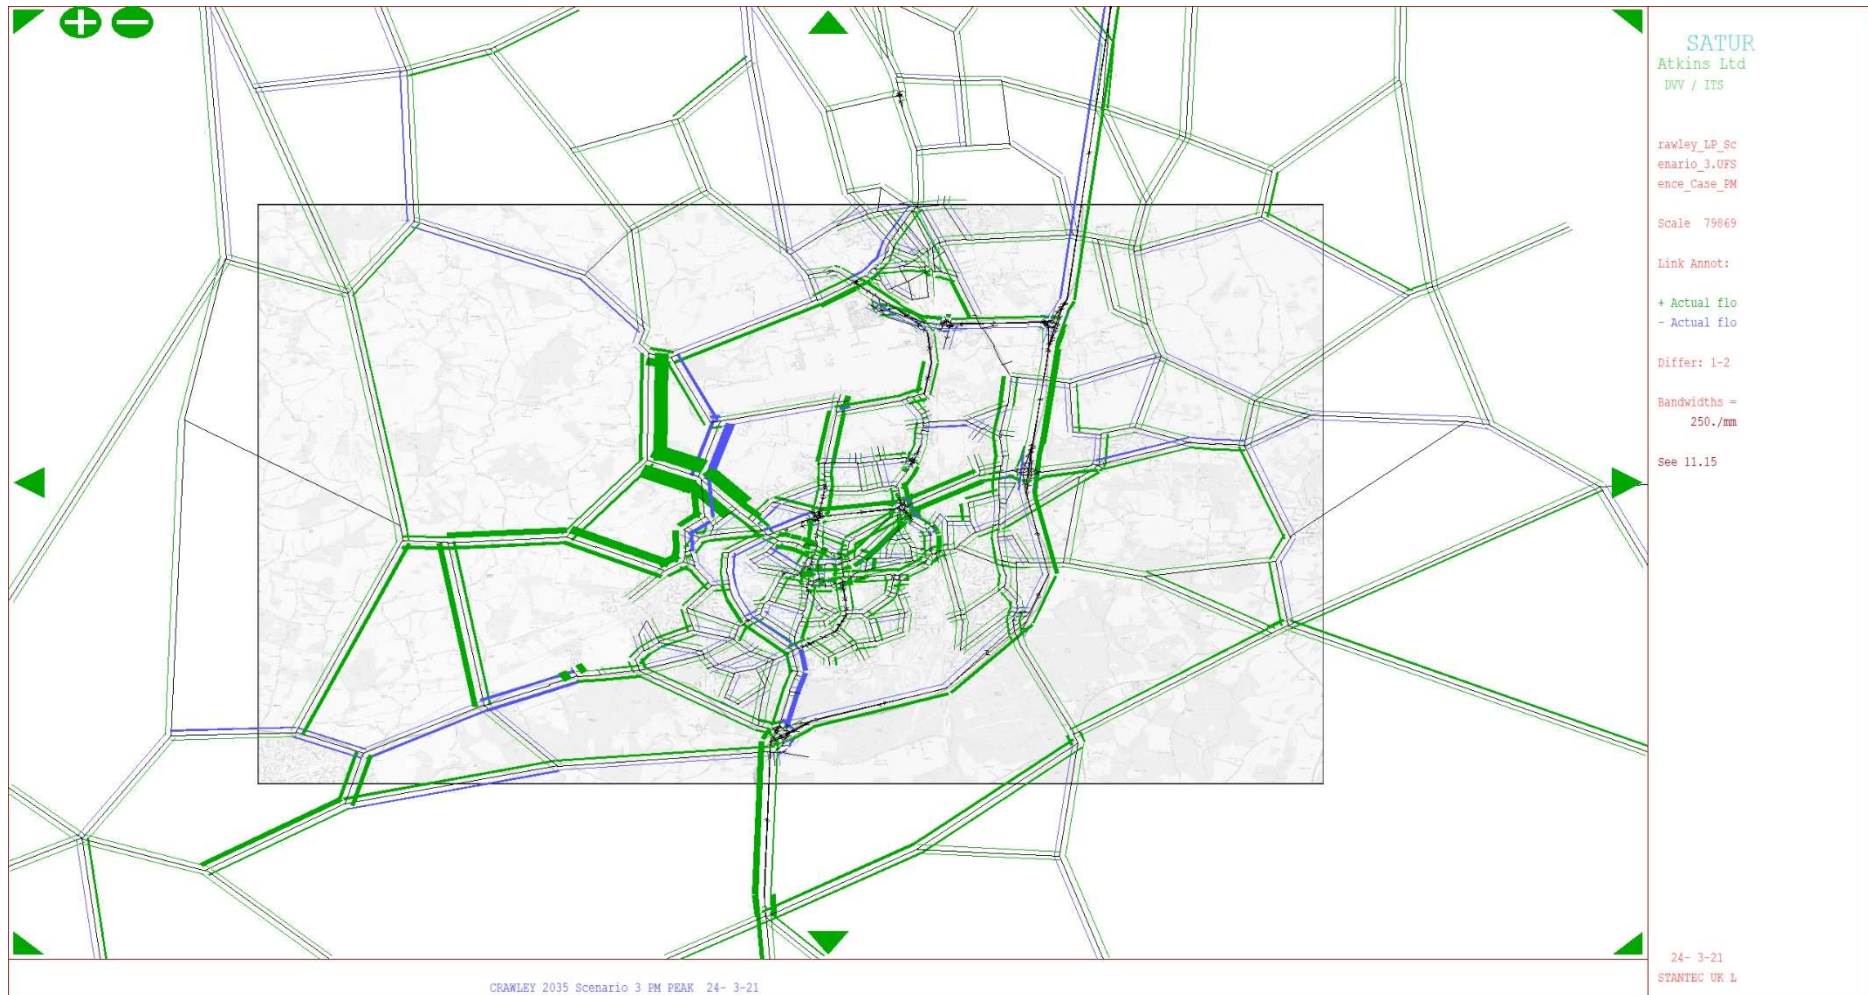 SATUR
Atkins Ltd
DVV / ITS
rawley_LP_Sc
enario_3.UFS
ence_Case_PM
Scale 79869
Link Annot:
+ Actual flo
- Actual flo
Differ: 1-2
Bandwidths =
250./mm
See 11.15
24- 3-21
STANTEC UK L
CRAWLEY 2035 Scenario 3 PM PEAK 24- 3-21